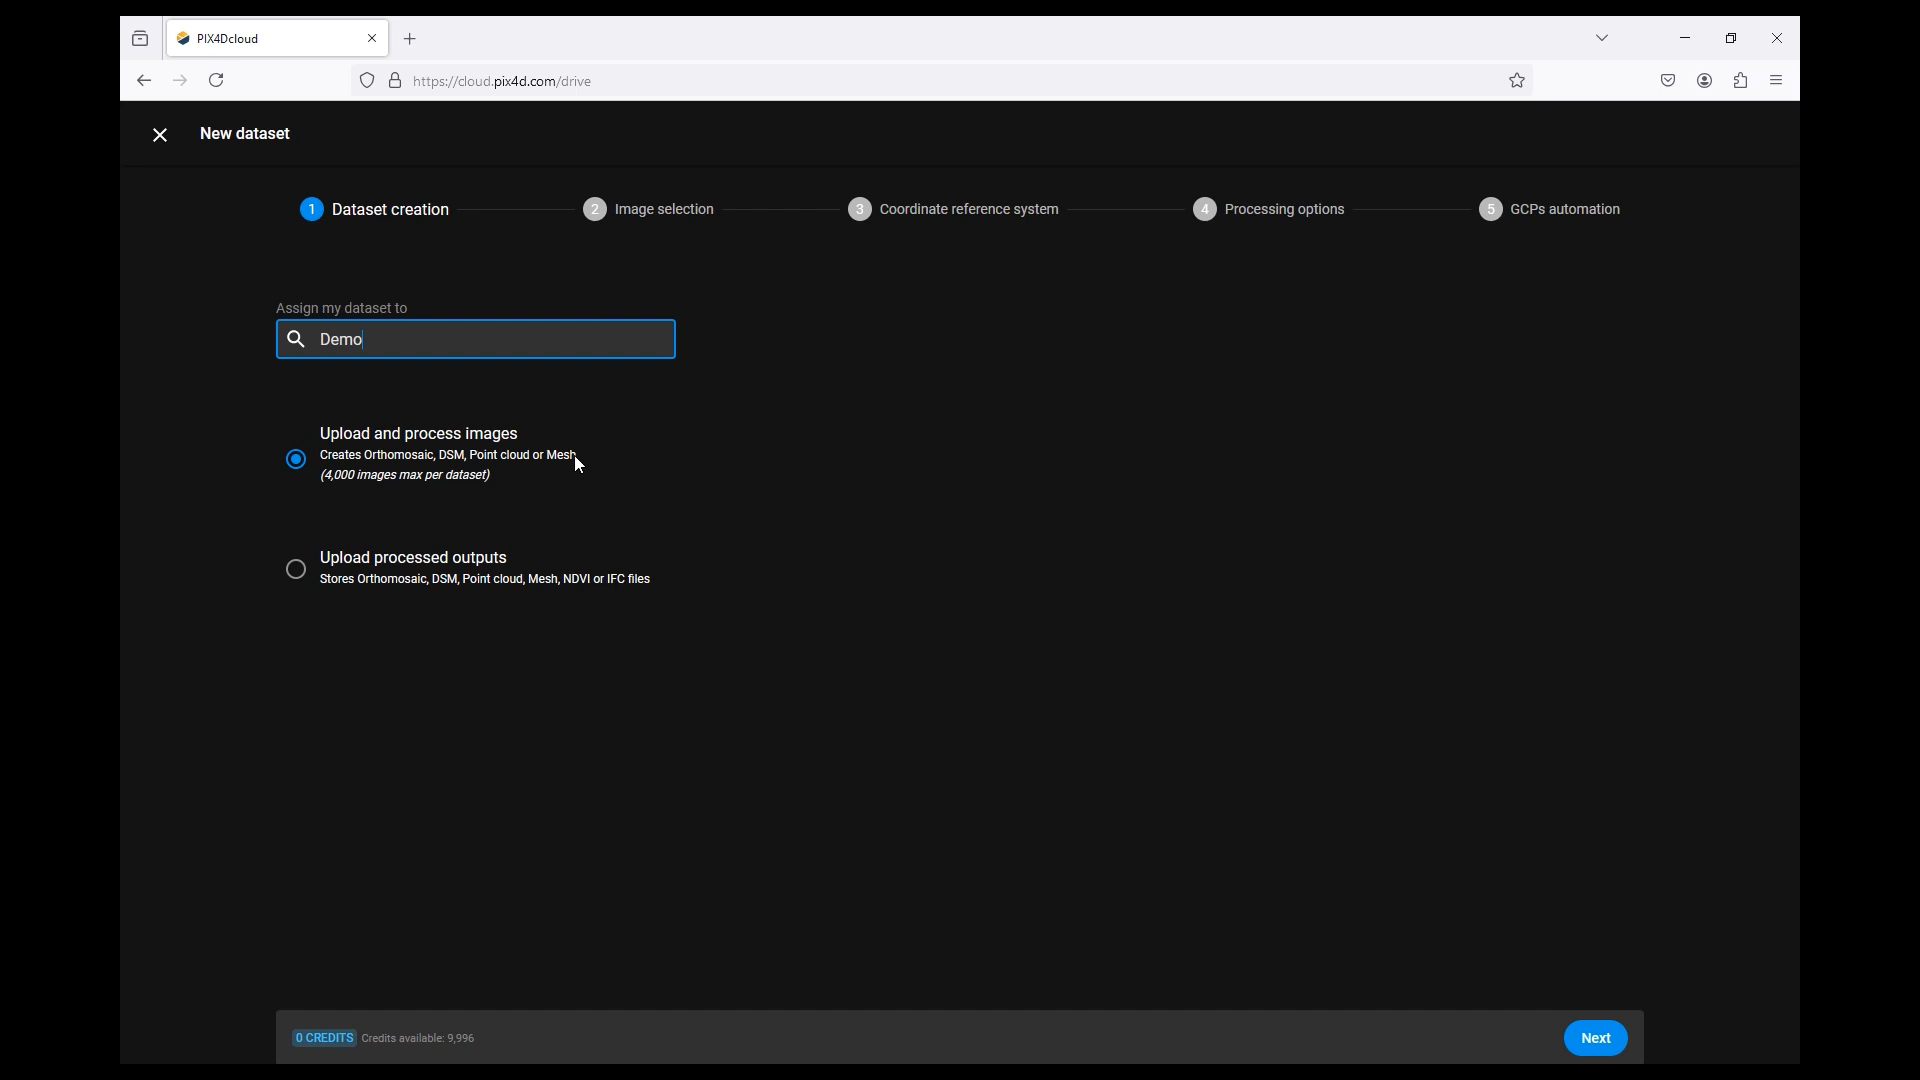 PIX4Dcloud
https://cloud.pix4d.com/drive
New dataset
1 Dataset creation 2 Image selection 3 Coordinate reference system 4 Processing options 5 GCPs automation
Assign my dataset to
Demo
Upload and process images
Creates Orthomosaic, DSM, Point cloud or Mesh
(4,000 images max per dataset)
Upload processed outputs
Stores Orthomosaic, DSM, Point cloud, Mesh, NDVI or IFC files
0 CREDITS Credits available: 9,996 Next